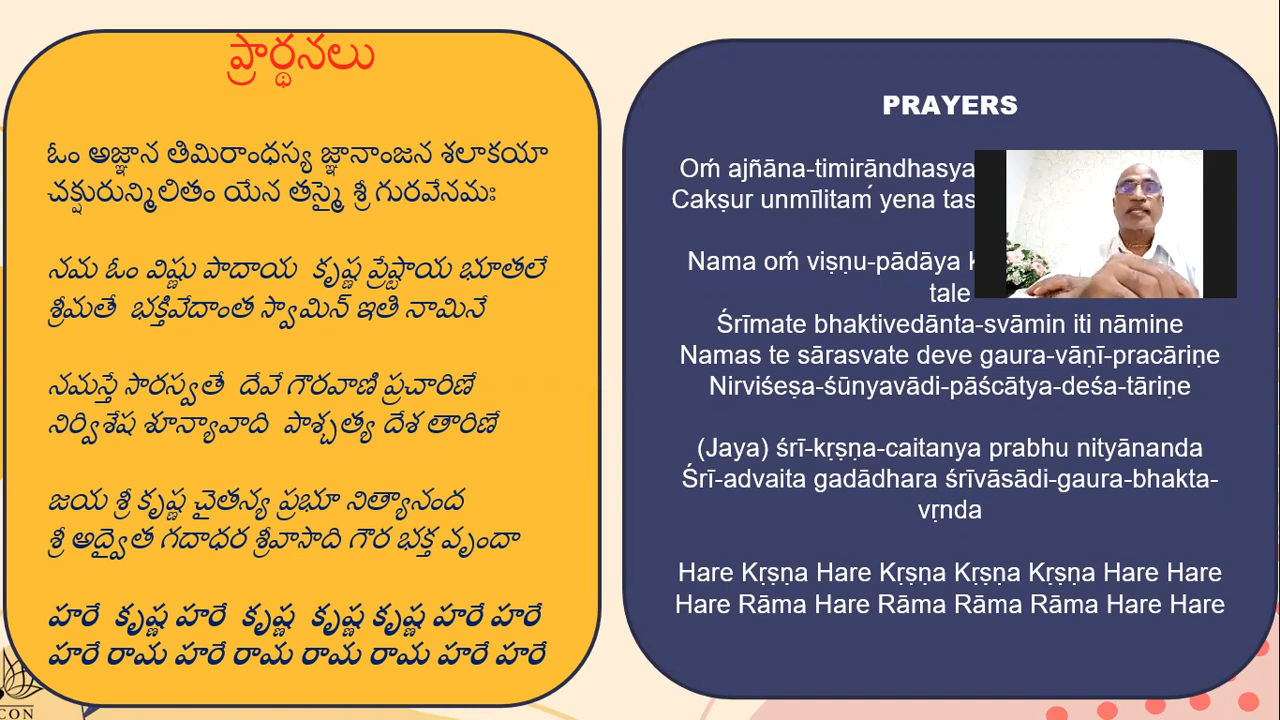 ప్రార్థనలు
ఓం అజ్ఞాన తిమిరాంధస్య జ్ఞానాంజన శలాకయా
చక్షురున్మిలితం యేన తస్మై శ్రీ గురవేనమః
నమ ఓం విష్ణు పాదాయ కృష్ణ ప్రేష్టాయ భూతలే
శ్రీమతే భక్తివేదాంత స్వామిన్ ఇతి నామినే
నమస్తే సారస్వతే దేవే గౌరవాణి ప్రచారిణే
నిర్విశేష శూన్యావాది పాశ్చత్య దేశ తారిణే
జయ శ్రీ కృష్ణ చైతన్య ప్రభూ నిత్యానంద
శ్రీ అద్వైత గదాధర శ్రీవాసాది గౌర భక్త వృందా
హరే కృష్ణ హరే కృష్ణ కృష్ణ కృష్ణ హరే హరే
హరే రామ హరే రామ రామ రామ హరే హరే
PRAYERS
Oṁ ajñāna-timirāndhasya
Cakṣur unmīlitaṁ yena tas
Nama oṁ viṣṇu-pādāya
tale
Śrīmate bhaktivedānta-svāmin iti nāmine
Namas te sārasvate deve gaura-vāṇī-pracāriṇe
Nirviśeṣa-śūnyavādi-pāścātya-deśa-tāriṇe
(Jaya) śrī-kṛṣṇa-caitanya prabhu nityānanda
Śrī-advaita gadādhara śrīvāsādi-gaura-bhakta-
vṛnda
Hare Kṛṣṇa Hare Kṛṣṇa Kṛṣṇa Kṛṣṇa Hare Hare
Hare Rāma Hare Rāma Rāma Rāma Hare Hare
CON